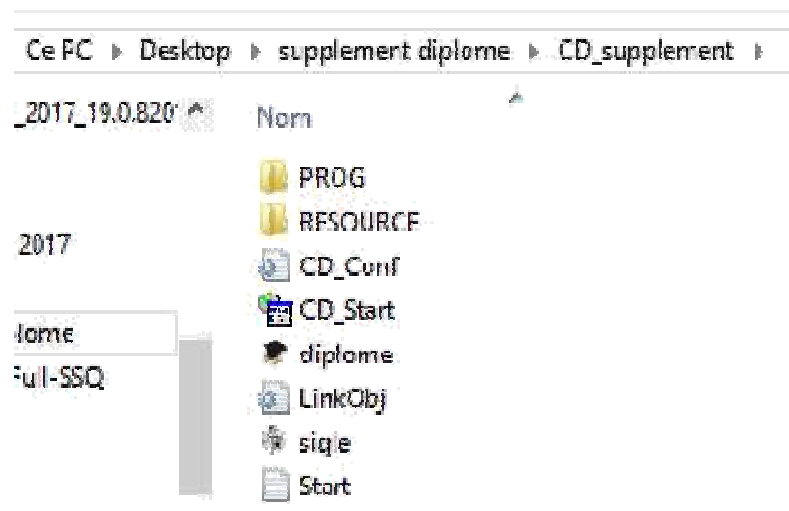 Ce PC ▸ Desktop ▸ supplement diplome ▸ CD_supplement ▸
_2017_19.0.820
Nom
PROG
RESOURCE
2017
CD_Conf
CD_Start
lome
diplome
Full-SSQ
LinkObj
sigle
Start